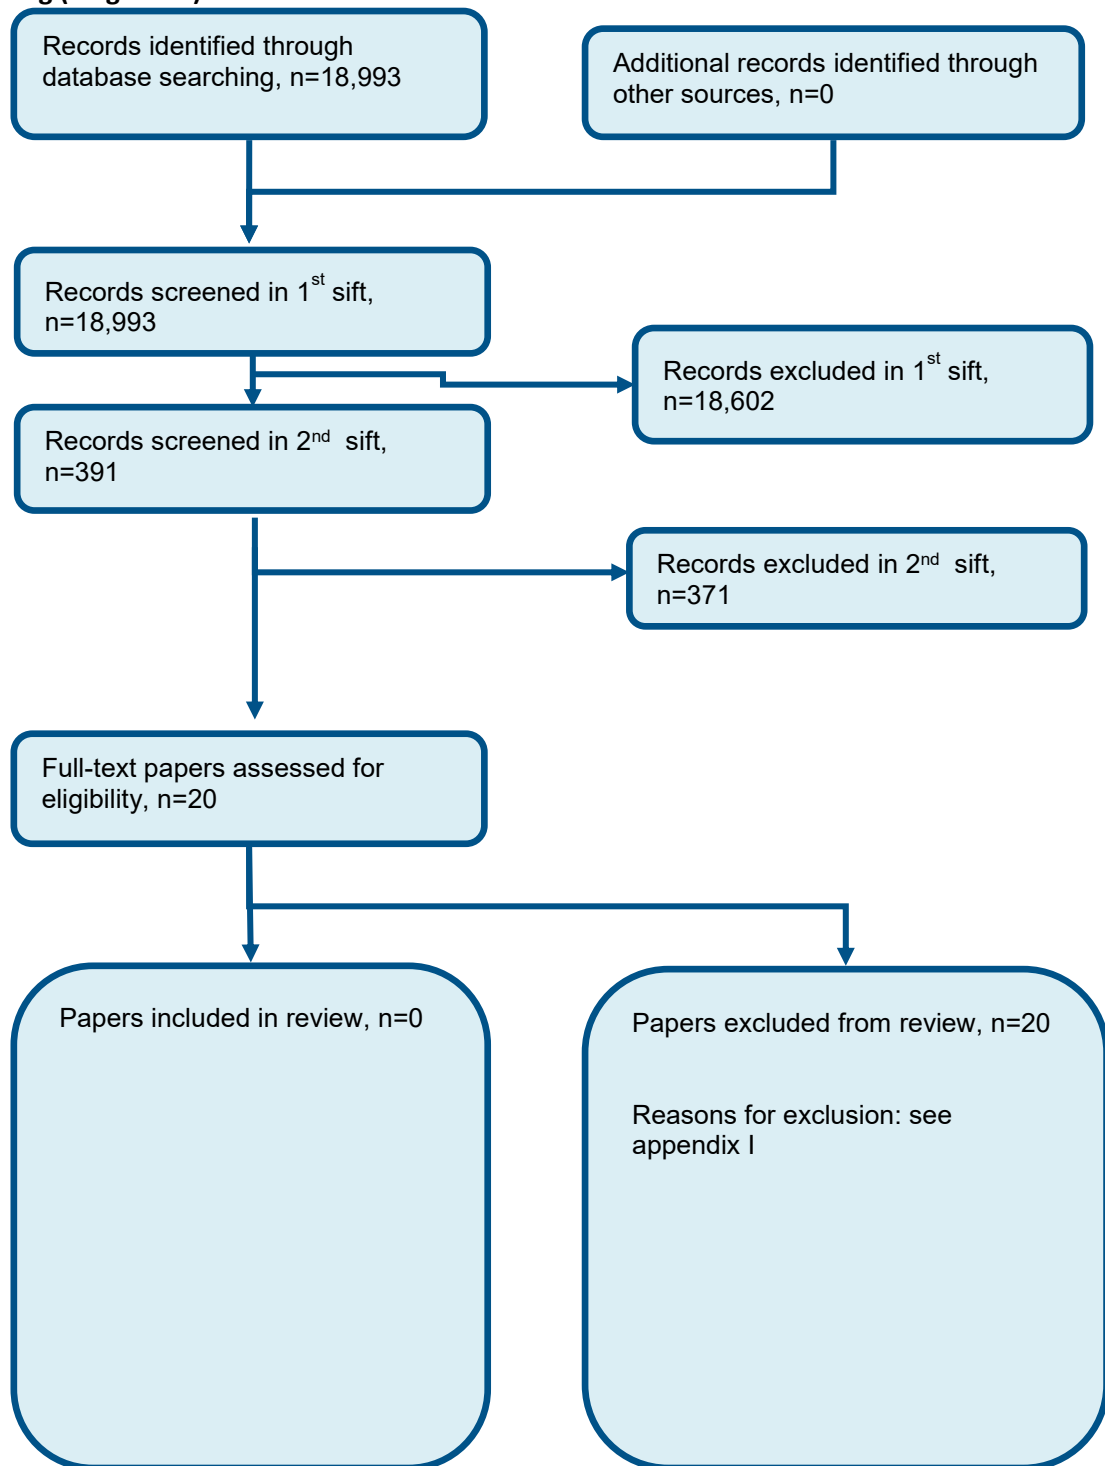 Records identified through
database searching, n=18,993
Additional records identified through
other sources, n=0
Records screened in 1st sift,
n=18,993
Records excluded in 1st sift,
n=18,602
Records screened in 2nd sift,
n=391
Records excluded in 2nd sift,
n=371
Full-text papers assessed for
eligibility, n=20
Papers included in review, n=0
Papers excluded from review, n=20
Reasons for exclusion: see
appendix I